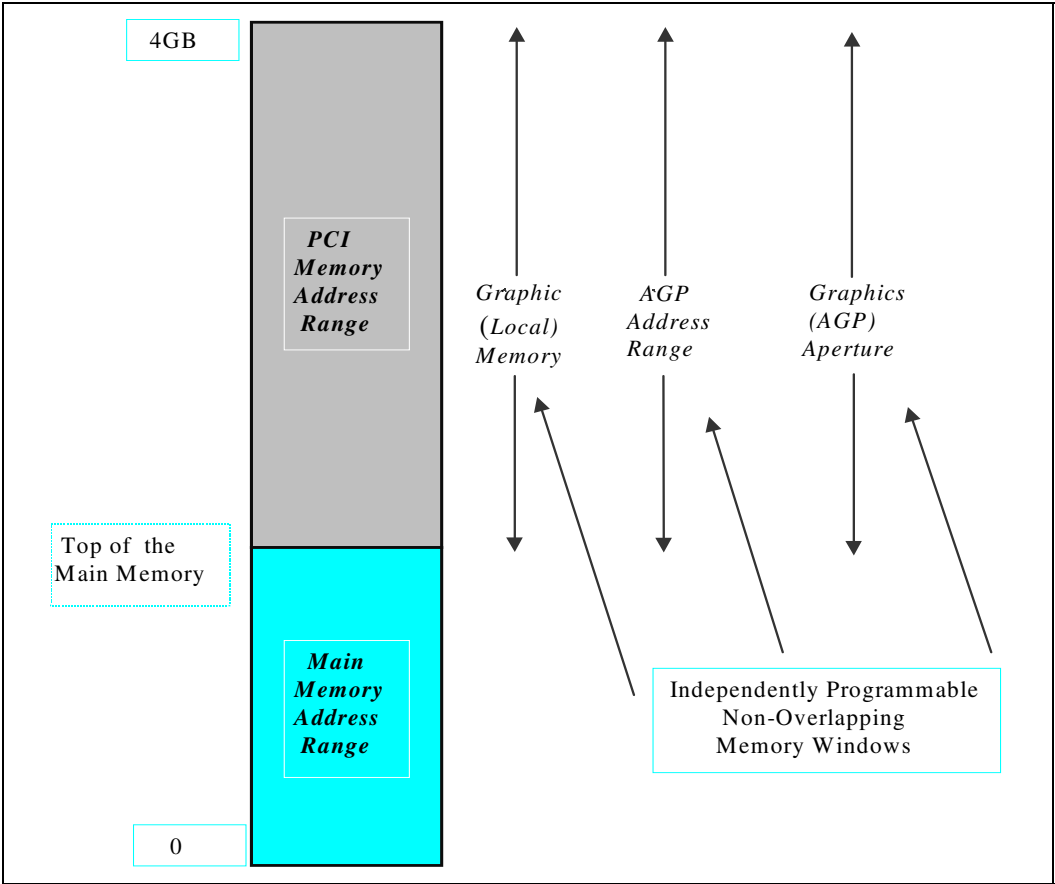 4GB
PCI
Memory
Address
Range
Graphic
(Local)
Memory
AGP
Address
Range
Graphics
(AGP)
Aperture
Top of the
Main Memory
Main
Memory
Address
Range
Independently Programmable
Non-Overlapping
Memory Windows
0